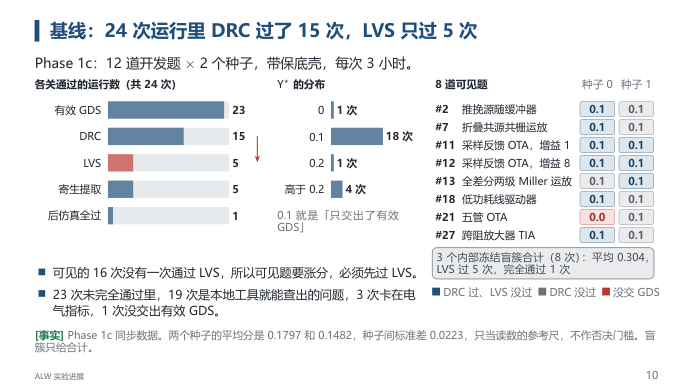 基线：24 次运行里 DRC 过了 15 次，LVS 只过 5 次
Phase 1c：12 道开发题 × 2 个种子，带保底壳，每次 3 小时。
各关通过的运行数（共 24 次）
有效 GDS 23
DRC 15
LVS 5
寄生提取 5
后仿真全过 1
Y* 的分布
0 1 次
0.1 18 次
0.2 1 次
高于 0.2 4 次
0.1 就是「只交出了有效
GDS」
8 道可见题 种子 0 种子 1
#2 推挽源随缓冲器 0.1 0.1
#7 折叠共源共栅运放 0.1 0.1
#11 采样反馈 OTA，增益 1 0.1 0.1
#12 采样反馈 OTA，增益 8 0.1 0.1
#13 全差分两级 Miller 运放 0.1 0.1
#18 低功耗线驱动器 0.1 0.1
#21 五管 OTA 0.0 0.1
#27 跨阻放大器 TIA 0.1 0.1
3 个内部冻结盲簇合计（8 次）：平均 0.304，
LVS 过 5 次，完全通过 1 次
DRC 过、LVS 没过 DRC 没过 没交 GDS
可见的 16 次没有一次通过 LVS，所以可见题要涨分，必须先过 LVS。
23 次未完全通过里，19 次是本地工具就能查出的问题，3 次卡在电
气指标，1 次没交出有效 GDS。
[事实] Phase 1c 同步数据。两个种子的平均分是 0.1797 和 0.1482，种子间标准差 0.0223，只当读数的参考尺，不作否决门槛。盲
簇只给合计。
ALW 实验进展
10